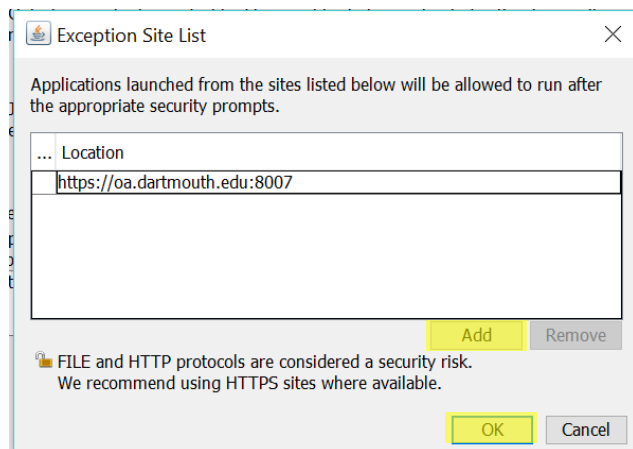 Exception Site List
Applications launched from the sites listed below will be allowed to run after
the appropriate security prompts.
... Location
https://oa.dartmouth.edu:8007
Add Remove
FILE and HTTP protocols are considered a security risk.
We recommend using HTTPS sites where available.
OK Cancel